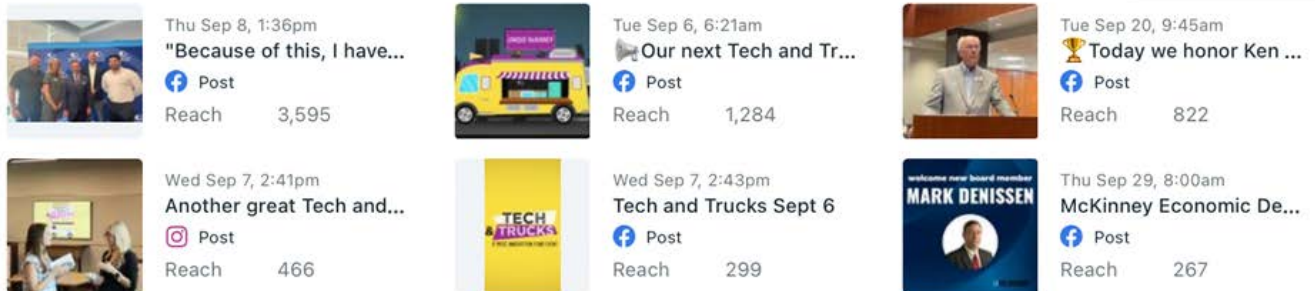 Thu Sep 8, 1:36pm
"Because of this, I have...
Post
Reach 3,595
Tue Sep 6, 6:21am
📢Our next Tech and Tr...
Post
Reach 1,284
Tue Sep 20, 9:45am
🏆Today we honor Ken ...
Post
Reach 822
Wed Sep 7, 2:41pm
Another great Tech and...
Post
Reach 466
TECH
& TRUCKS
Wed Sep 7, 2:43pm
Tech and Trucks Sept 6
Post
Reach 299
welcome new board member
MARK DENISSEN
Thu Sep 29, 8:00am
McKinney Economic De...
Post
Reach 267